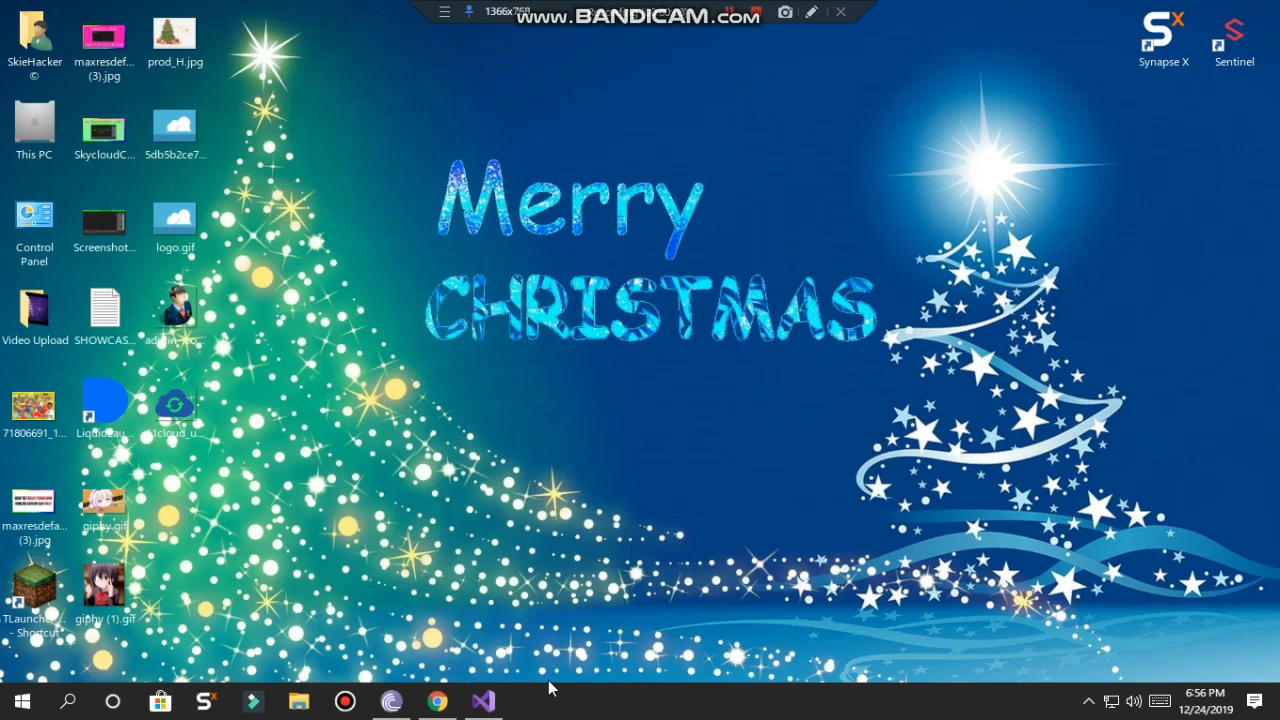 1366x768
www.BANDICAM.com
SkieHacker
©
maxresdef...
(3).jpg
prod_H.jpg
Synapse X
Sentinel
This PC
SkycloudC...
5db5b2ce7...
Merry
CHRISTMAS
Control
Panel
Screenshot...
logo.gif
Video Upload
SHOWCAS...
71806691_1...
maxresdefa...
(3).jpg
giphy.gif
TLauncher
- Shortcut
giphy (1).gif
6:56 PM
12/24/2019